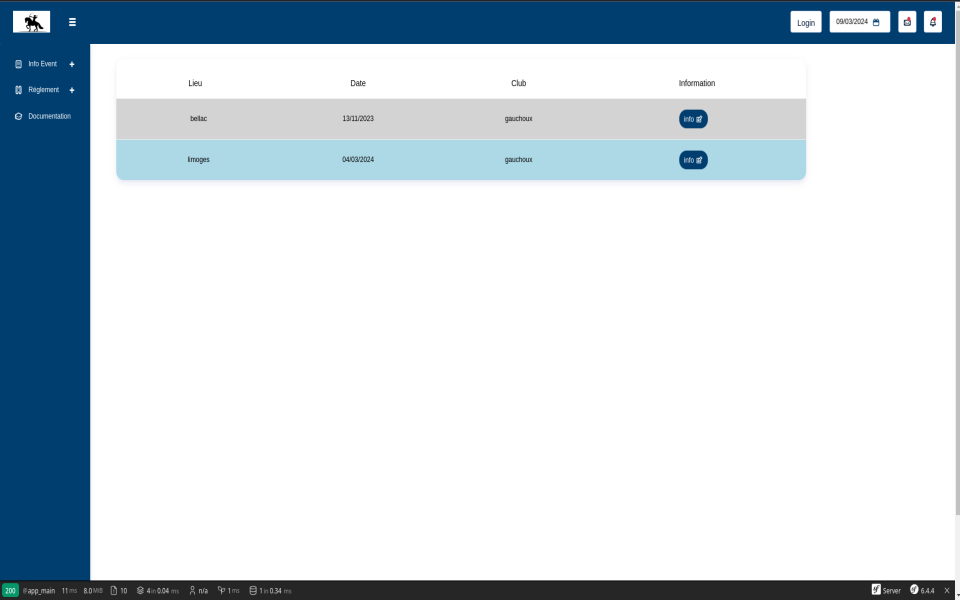 Login 09/03/2024
Info Event +
Réglement +
Documentation
Lieu Date Club Information
bellac 13/11/2023 gauchoux info
limoges 04/03/2024 gauchoux info
200 @app_main 11 ms 8.0 MiB 10 4 in 0.04 ms n/a 1 ms 1 in 0.34 ms Server 6.4.4 X